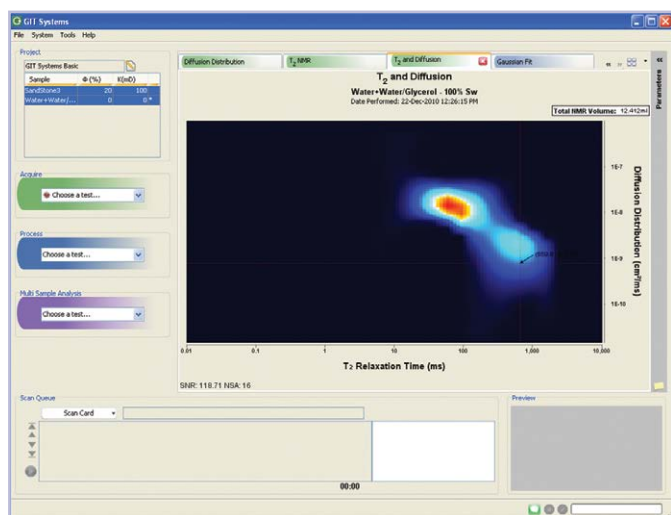 GIT Systems
File System Tools Help
Project
GIT Systems Basic
Sample Φ (%) K(mD)
SandStone3 20 100
Water+Water/... 0 0 *
Acquire
Choose a test...
Process
Choose a test...
Multi Sample Analysis
Choose a test...
Diffusion Distribution
T2 NMR
T2 and Diffusion
Gaussian Fit
Parameters
T2 and Diffusion
Water+Water/Glycerol - 100% Sw
Date Performed: 22-Dec-2010 12:26:15 PM
Total NMR Volume: 12.412ml
1E-7
1E-8
1E-9
1E-10
Diffusion Distribution (cm²/ms)
0.01 0.1 1 10 100 1,000 10,000
T2 Relaxation Time (ms)
SNR: 118.71 NSA: 16
Scan Queue
Scan Card
00:00
Preview